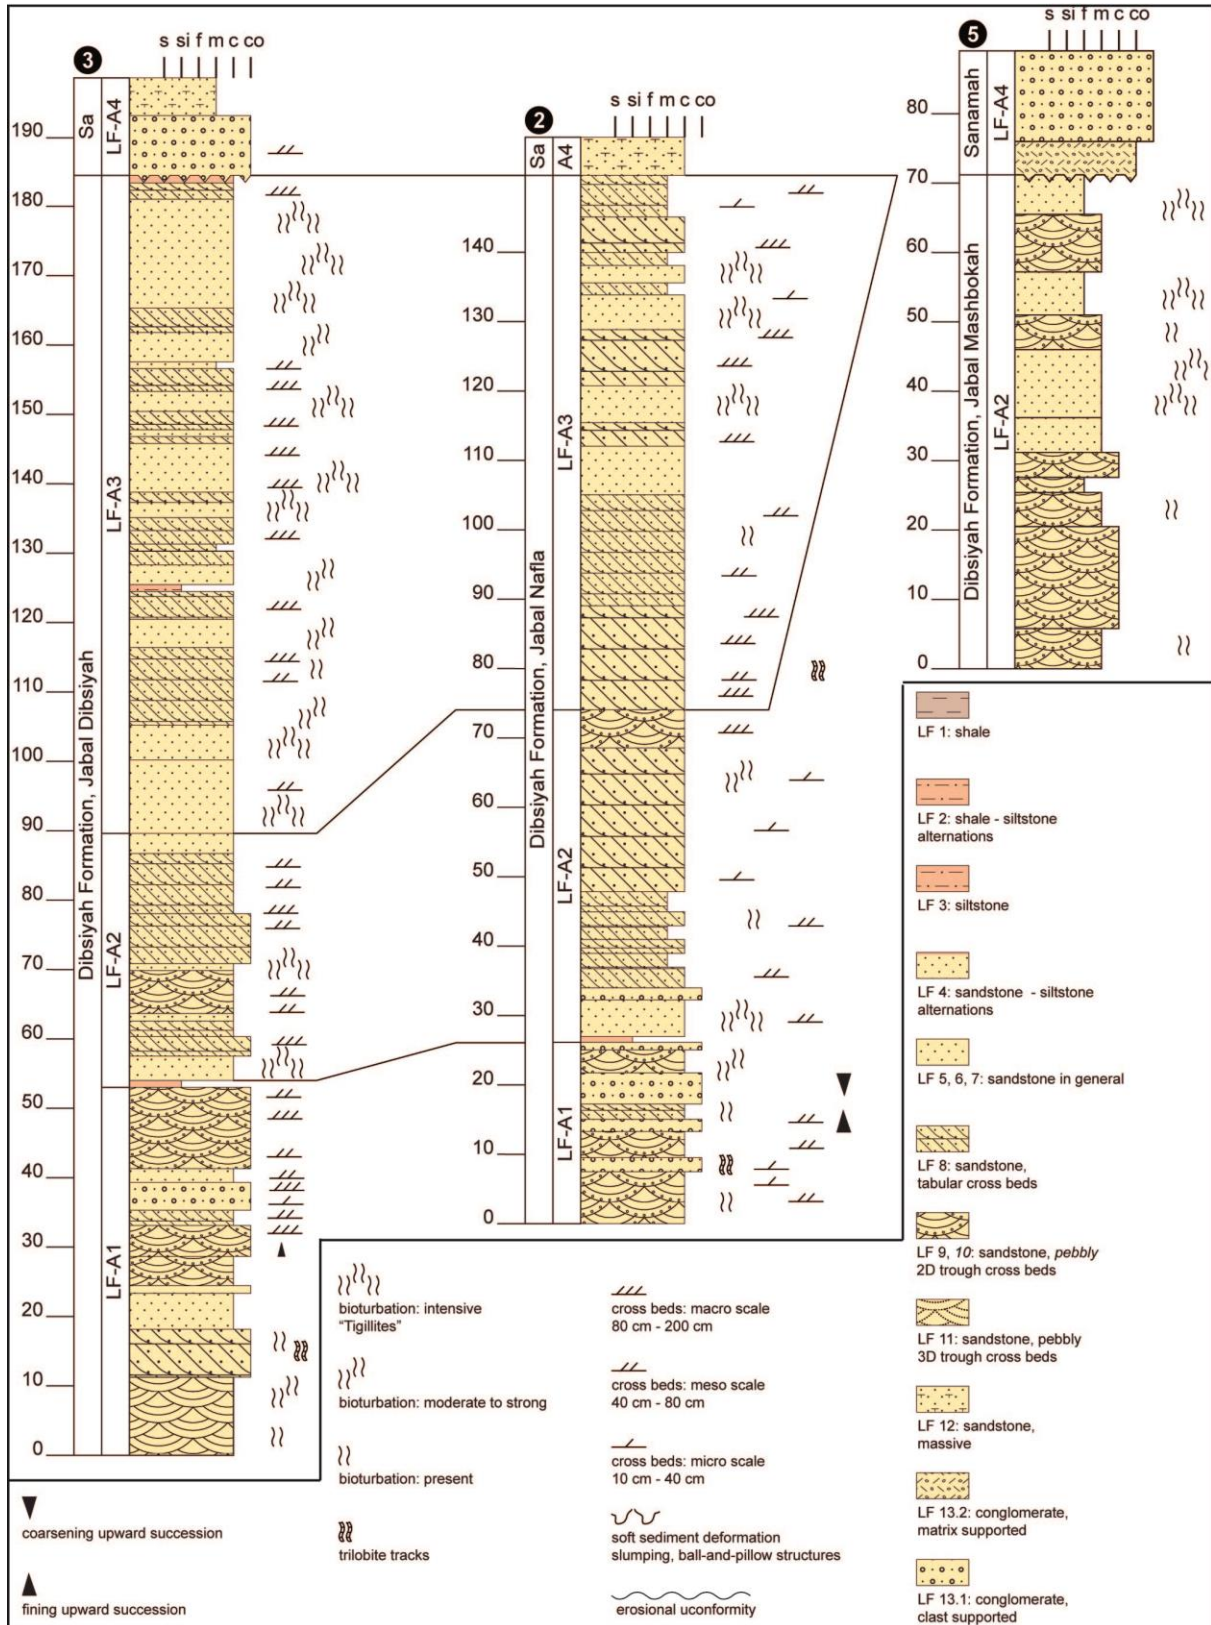 3
s si f m c co
Sa
LF-A4
190
180
170
160
150
140
130
120
110
100
90
80
70
60
50
40
30
20
10
0
Dibsiyah Formation, Jabal Dibsiyah
LF-A3
LF-A2
LF-A1
2
s si f m c co
Sa
A4
140
130
120
110
100
90
80
70
60
50
40
30
20
10
0
Dibsiyah Formation, Jabal Nafla
LF-A3
LF-A2
LF-A1
5
s si f m c co
Sanamah
LF-A4
80
70
60
50
40
30
20
10
0
Dibsiyah Formation, Jabal Mashbokah
LF-A2
LF 1: shale
LF 2: shale - siltstone
alternations
LF 3: siltstone
LF 4: sandstone - siltstone
alternations
LF 5, 6, 7: sandstone in general
LF 8: sandstone,
tabular cross beds
LF 9, 10: sandstone, pebbly
2D trough cross beds
LF 11: sandstone, pebbly
3D trough cross beds
LF 12: sandstone,
massive
LF 13.2: conglomerate,
matrix supported
LF 13.1: conglomerate,
clast supported
bioturbation: intensive
"Tigillites"
bioturbation: moderate to strong
bioturbation: present
trilobite tracks
cross beds: macro scale
80 cm - 200 cm
cross beds: meso scale
40 cm - 80 cm
cross beds: micro scale
10 cm - 40 cm
soft sediment deformation
slumping, ball-and-pillow structures
erosional uconformity
coarsening upward succession
fining upward succession